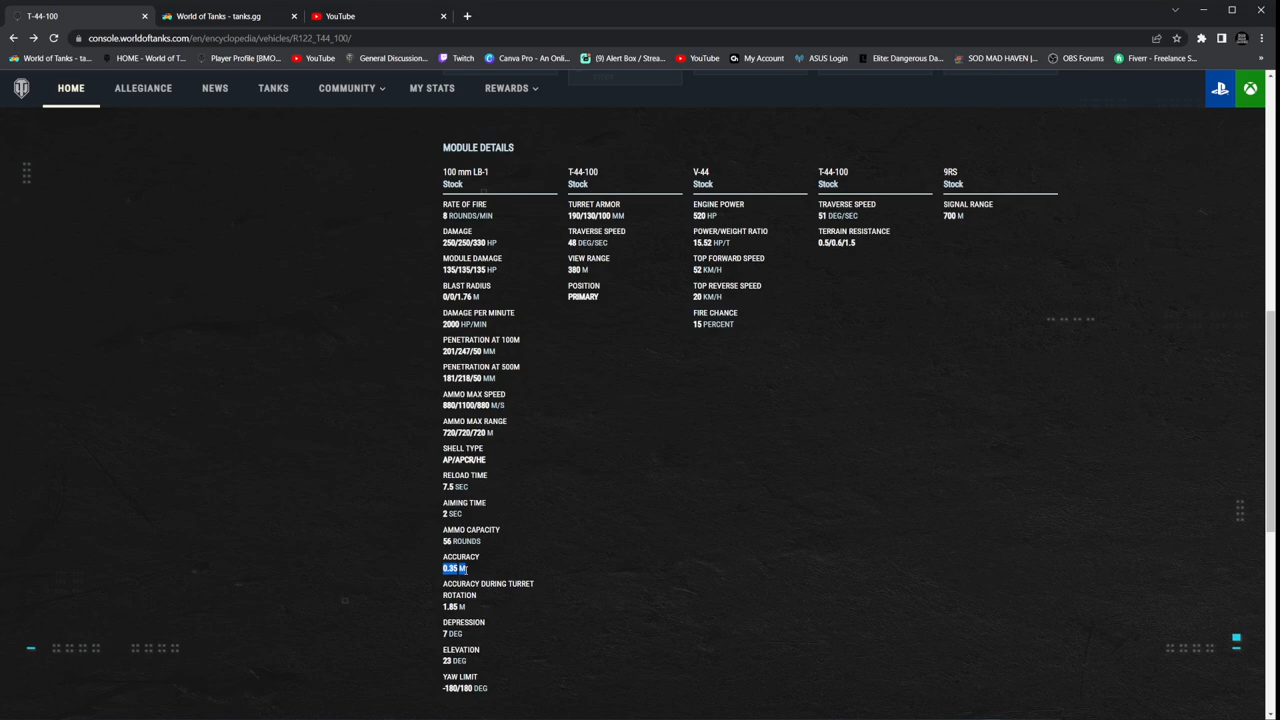 T-44-100
World of Tanks - tanks.gg
YouTube
console.worldoftanks.com/en/encyclopedia/vehicles/R122_T44_100/
World of Tanks - ta...
HOME - World of T...
Player Profile [BMO...
YouTube
General Discussion...
Twitch
Canva Pro - An Onli...
(9) Alert Box / Strea...
YouTube
My Account
ASUS Login
Elite: Dangerous Da...
SOD MAD HAVEN |...
OBS Forums
Fiverr - Freelance S...
HOME
ALLEGIANCE
NEWS
TANKS
COMMUNITY
MY STATS
REWARDS
MODULE DETAILS
100 mm LB-1
Stock
RATE OF FIRE
8 ROUNDS/MIN
DAMAGE
250/250/330 HP
MODULE DAMAGE
135/135/135 HP
BLAST RADIUS
0/0/1.76 M
DAMAGE PER MINUTE
2000 HP/MIN
PENETRATION AT 100M
201/247/50 MM
PENETRATION AT 500M
181/218/50 MM
AMMO MAX SPEED
880/1100/880 M/S
AMMO MAX RANGE
720/720/720 M
SHELL TYPE
AP/APCR/HE
RELOAD TIME
7.5 SEC
AIMING TIME
2 SEC
AMMO CAPACITY
56 ROUNDS
ACCURACY
0.35 M
ACCURACY DURING TURRET
ROTATION
1.85 M
DEPRESSION
7 DEG
ELEVATION
23 DEG
YAW LIMIT
-180/180 DEG
T-44-100
Stock
TURRET ARMOR
190/130/100 MM
TRAVERSE SPEED
48 DEG/SEC
VIEW RANGE
380 M
POSITION
PRIMARY
V-44
Stock
ENGINE POWER
520 HP
POWER/WEIGHT RATIO
15.52 HP/T
TOP FORWARD SPEED
52 KM/H
TOP REVERSE SPEED
20 KM/H
FIRE CHANCE
15 PERCENT
T-44-100
Stock
TRAVERSE SPEED
51 DEG/SEC
TERRAIN RESISTANCE
0.5/0.6/1.5
9RS
Stock
SIGNAL RANGE
700 M